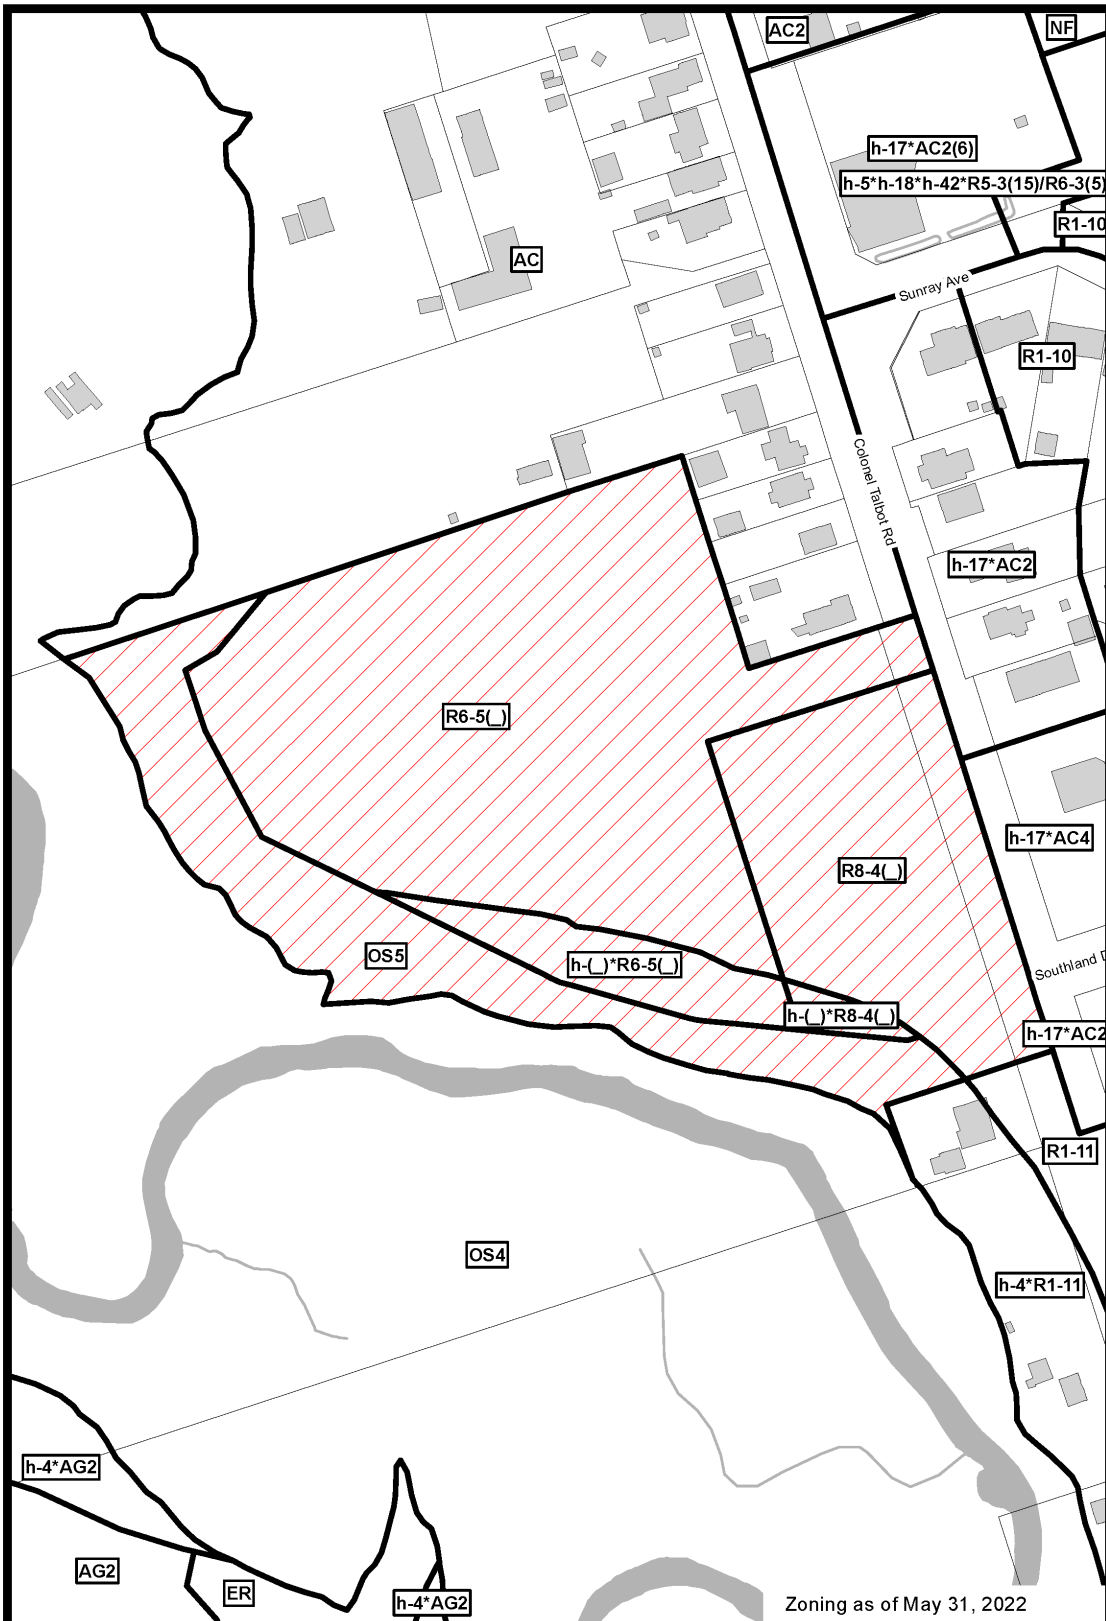 AC2
NF
h-17*AC2(6)
h-5*h-18*h-42*R5-3(15)/R6-3(5)
R1-10
AC
Sunray Ave
R1-10
Colonel Talbot Rd
h-17*AC2
R6-5(_)
h-17*AC4
R8-4(_)
OS5
h-(_)*R6-5(_)
Southland D
h-(_)*R8-4(_)
h-17*AC2
R1-11
OS4
h-4*R1-11
h-4*AG2
AG2
ER
h-4*AG2
Zoning as of May 31, 2022